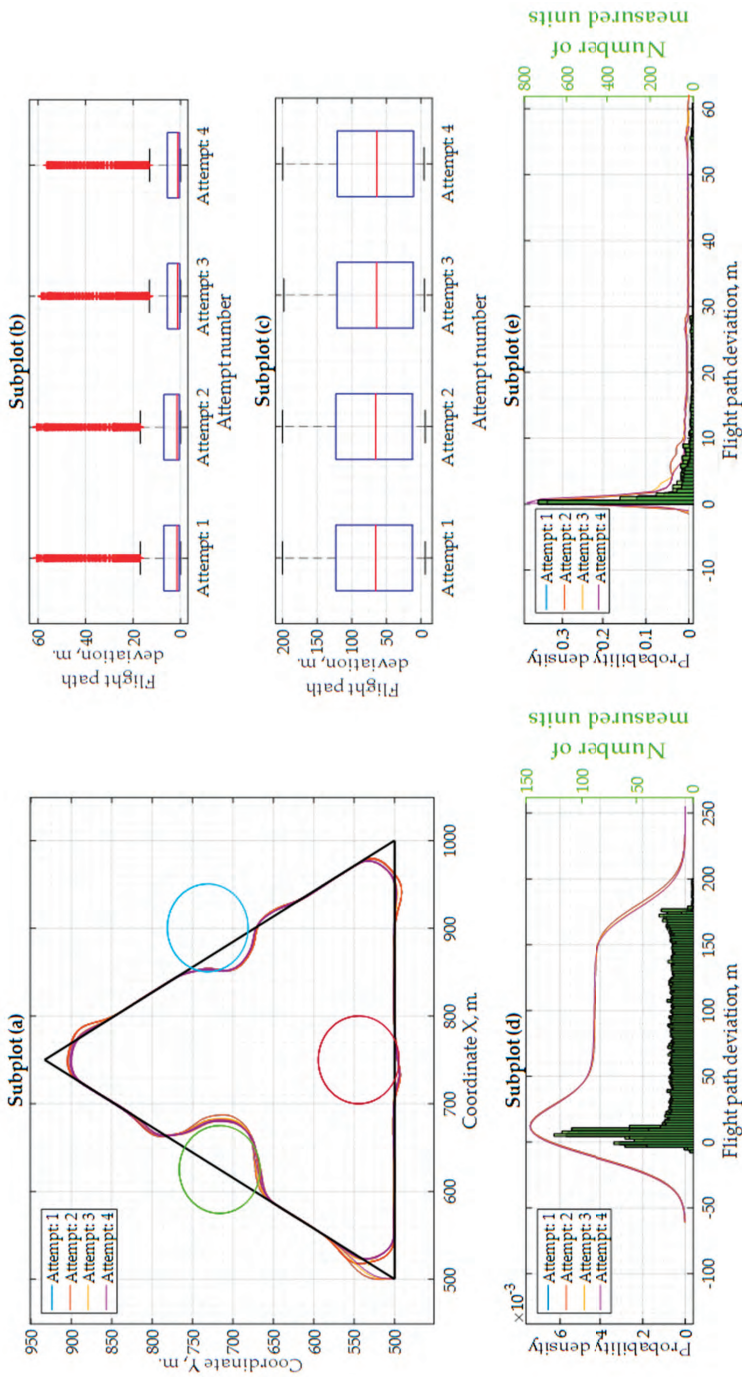 Subplot (a)
Attempt: 1
Attempt: 2
Attempt: 3
Attempt: 4
Coordinate Y, m.
950
900
850
800
750
700
650
600
550
500
500
600
700
800
900
1000
Coordinate X, m.
Subplot (b)
Flight path
deviation, m.
60
40
20
0
Attempt: 1
Attempt: 2
Attempt: 3
Attempt: 4
Attempt number
Subplot (c)
Flight path
deviation, m.
200
150
100
50
0
Attempt: 1
Attempt: 2
Attempt: 3
Attempt: 4
Attempt number
Subplot (d)
×10⁻³
Attempt: 1
Attempt: 2
Attempt: 3
Attempt: 4
Probability density
6
4
2
0
-100
-50
0
50
100
150
200
250
Flight path deviation, m
150
100
50
0
Number of
measured units
Subplot (e)
Attempt: 1
Attempt: 2
Attempt: 3
Attempt: 4
Probability density
0.3
0.2
0.1
0
-10
0
10
20
30
40
50
60
Flight path deviation, m.
800
600
400
200
0
Number of
measured units